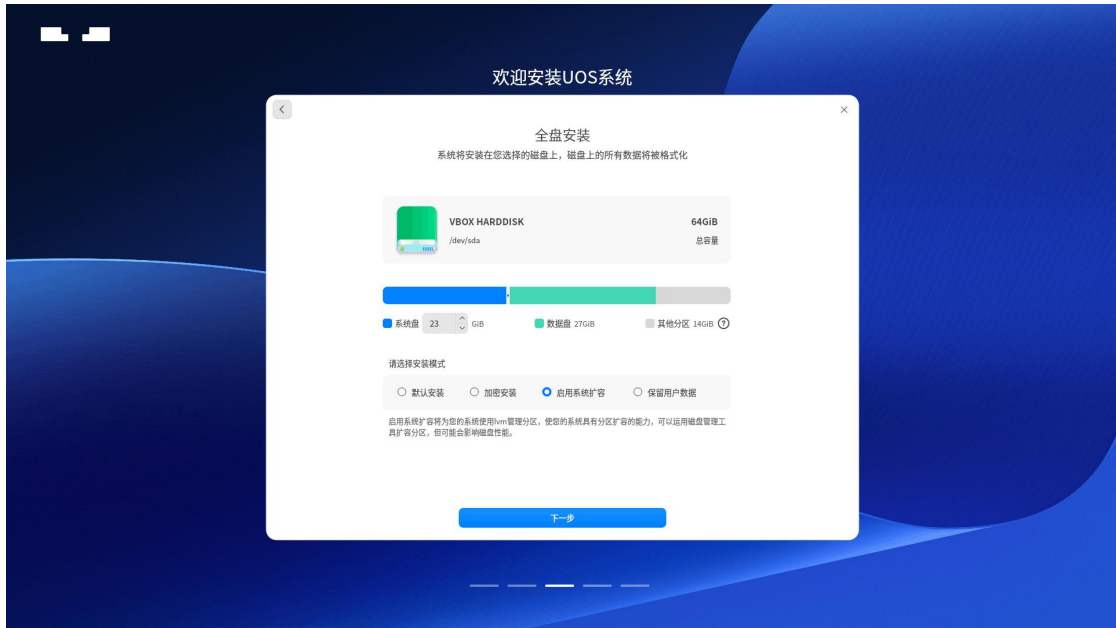 欢迎安装UOS系统
全盘安装
系统将安装在您选择的磁盘上，磁盘上的所有数据将被格式化
VBOX HARDDISK 64GiB
/dev/sda 总容量
系统盘 23 GiB 数据盘 27GiB 其他分区 14GiB ?
请选择安装模式
默认安装 加密安装 启用系统扩容 保留用户数据
启用系统扩容将为您的系统使用lvm管理分区，使您的系统具有分区扩容的能力，可以运用磁盘管理工
具扩容分区，但可能会影响磁盘性能。
下一步